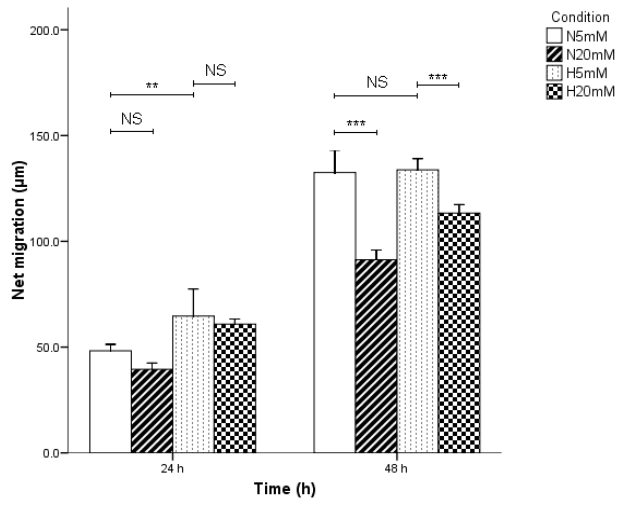 Condition
N5mM
N20mM
H5mM
H20mM
200.0
150.0
100.0
50.0
0.0
Net migration (μm)
NS
**
NS
NS
***
***
24 h
48 h
Time (h)